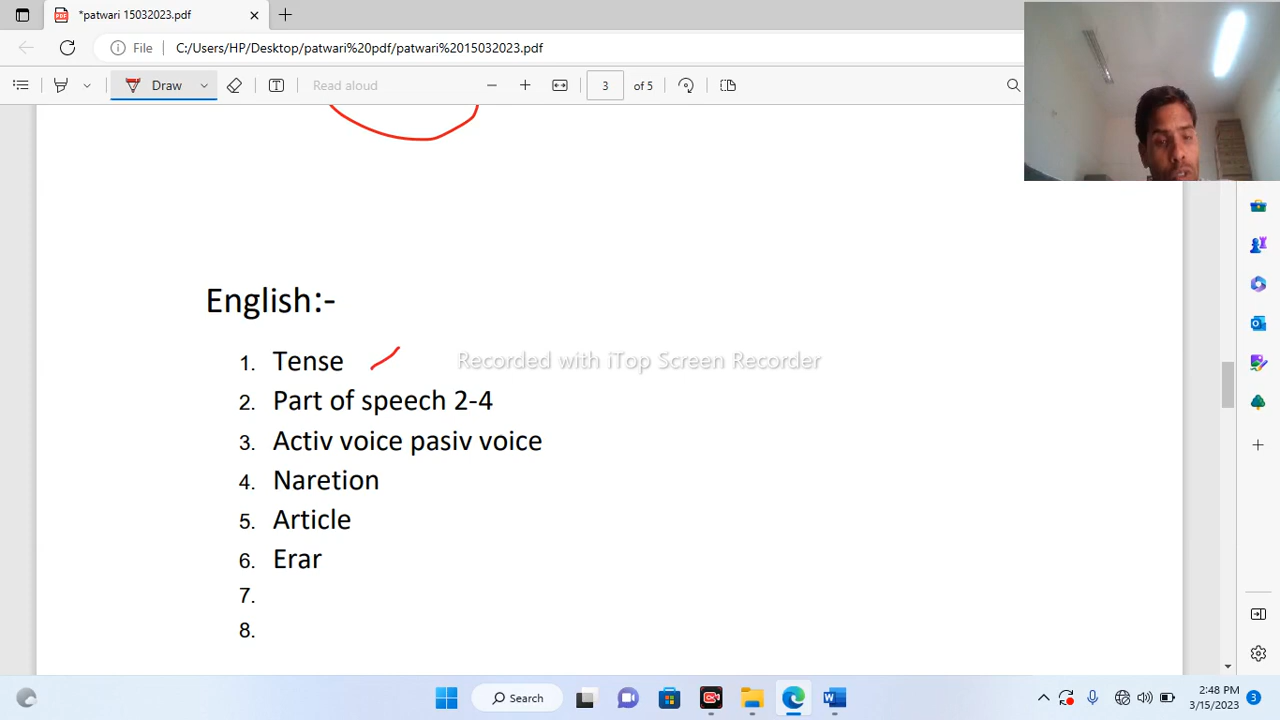 *patwari 15032023.pdf
File C:/Users/HP/Desktop/patwari%20pdf/patwari%2015032023.pdf
Draw Read aloud 3 of 5
English:-
1. Tense
Recorded with iTop Screen Recorder
2. Part of speech 2-4
3. Activ voice pasiv voice
4. Naretion
5. Article
6. Erar
7.
8.
Search
2:48 PM
3/15/2023 3